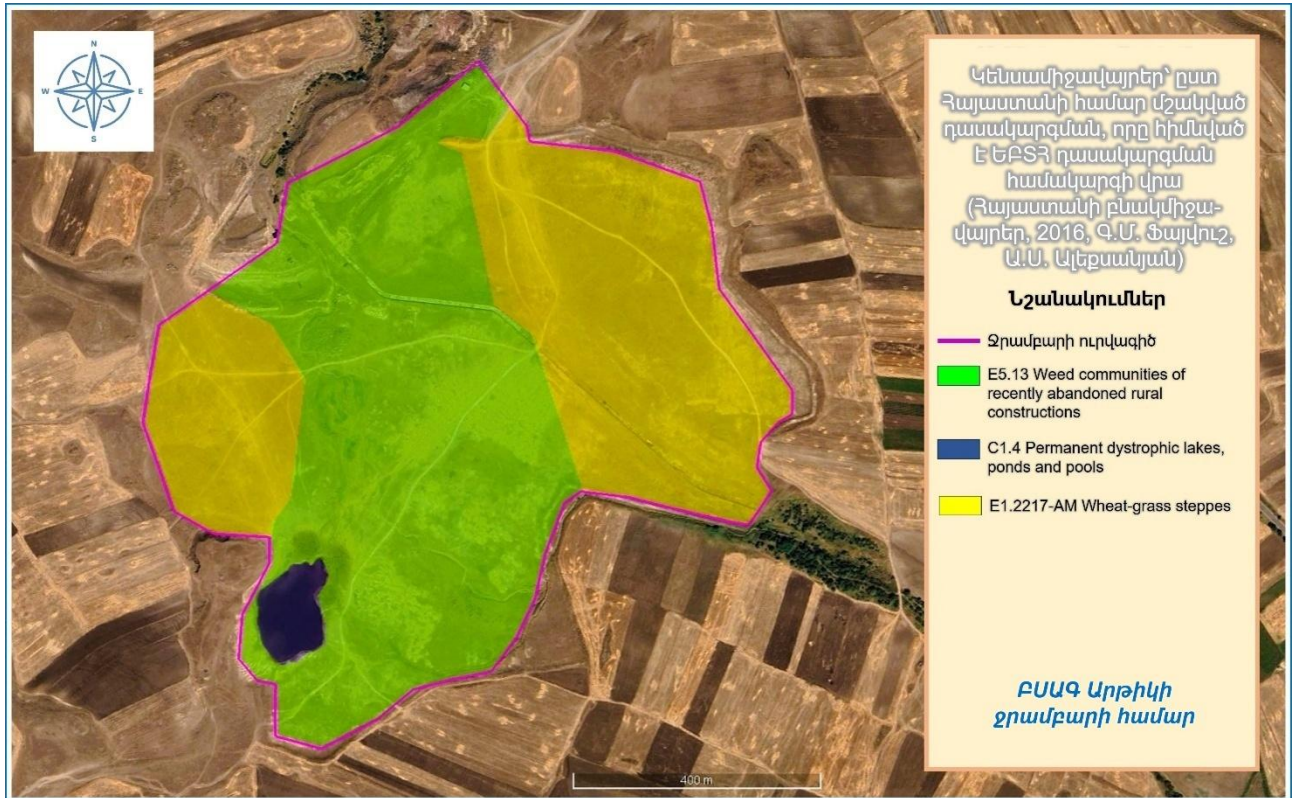 N
W
E
S
Կենսամիջավայրեր՝ ըստ
Հայաստանի համար մշակված
դասակարգման, որը հիմնված
է ԵԲՏՀ դասակարգման
համակարգի վրա
(Հայաստանի բնակմիջա-
վայրեր, 2016, Գ.Մ. Ֆայվուշ,
Ա.Ս. Ալեքսանյան)
Նշանակումներ
Ջրամբարի ուրվագիծ
E5.13 Weed communities of
recently abandoned rural
constructions
C1.4 Permanent dystrophic lakes,
ponds and pools
E1.2217-AM Wheat-grass steppes
ԲՍԱԳ Արթիկի
ջրամբարի համար
400 m